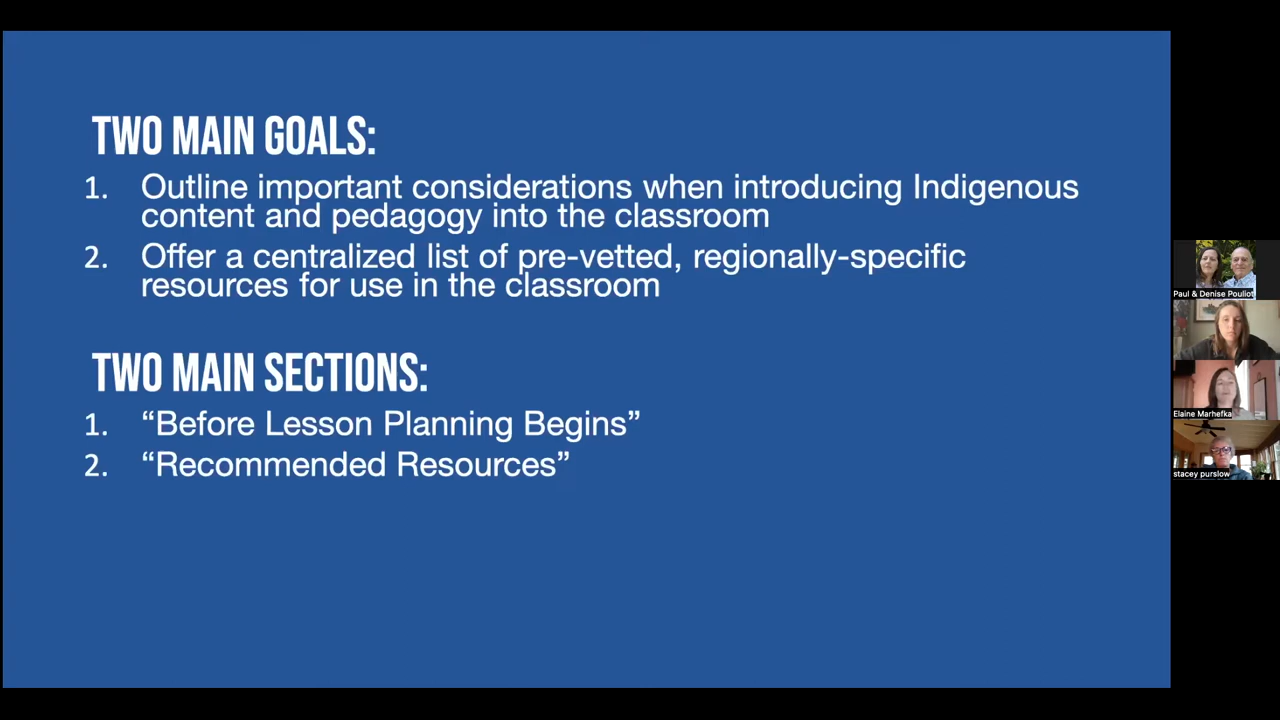 TWO MAIN GOALS:
1. Outline important considerations when introducing Indigenous
content and pedagogy into the classroom
2. Offer a centralized list of pre-vetted, regionally-specific
resources for use in the classroom
TWO MAIN SECTIONS:
1. “Before Lesson Planning Begins”
2. “Recommended Resources”
Paul & Denise Pouliot
Elaine Marhefka
stacey purslow